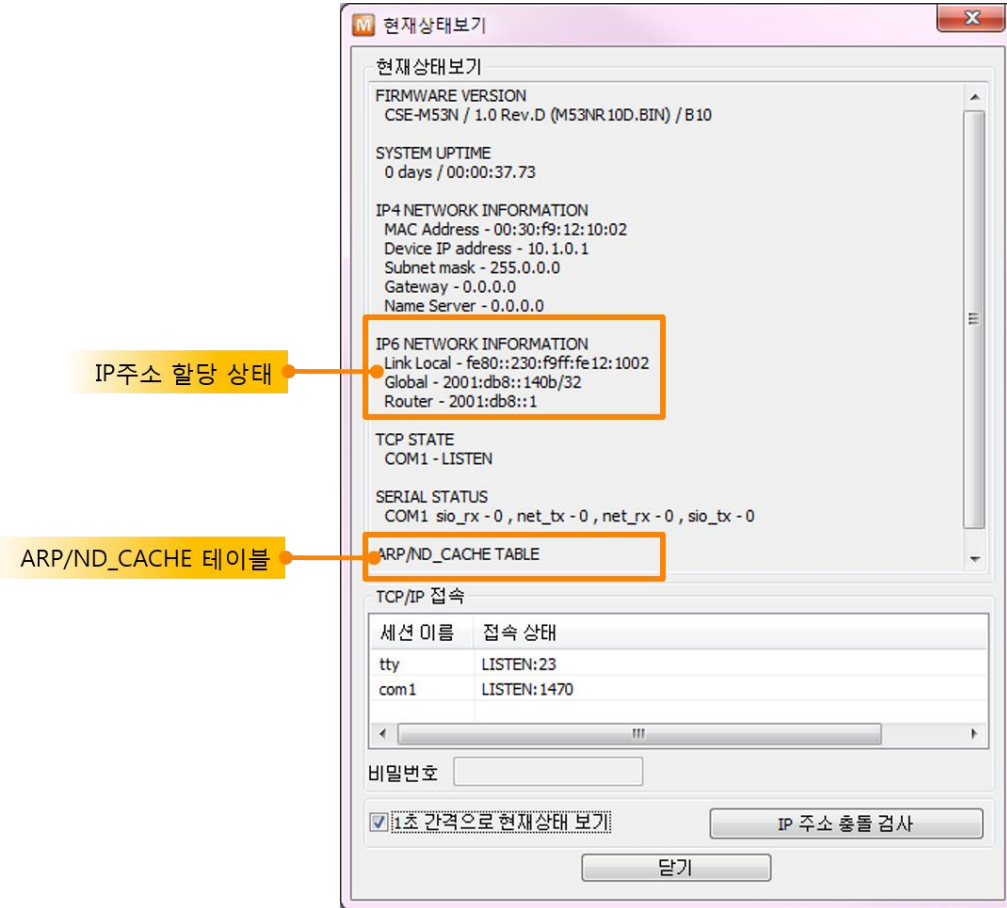 현재상태보기
현재상태보기
FIRMWARE VERSION
CSE-M53N / 1.0 Rev.D (M53NR10D.BIN) / B10
SYSTEM UPTIME
0 days / 00:00:37.73
IP4 NETWORK INFORMATION
MAC Address - 00:30:f9:12:10:02
Device IP address - 10.1.0.1
Subnet mask - 255.0.0.0
Gateway - 0.0.0.0
Name Server - 0.0.0.0
IP6 NETWORK INFORMATION
Link Local - fe80::230:f9ff:fe12:1002
Global - 2001:db8::140b/32
Router - 2001:db8::1
IP주소 할당 상태
TCP STATE
COM1 - LISTEN
SERIAL STATUS
COM1 sio_rx - 0 , net_tx - 0 , net_rx - 0 , sio_tx - 0
ARP/ND_CACHE 테이블
ARP/ND_CACHE TABLE
TCP/IP 접속
세션 이름 접속 상태
tty LISTEN:23
com1 LISTEN:1470
비밀번호
1초 간격으로 현재상태 보기
IP 주소 충돌 검사
닫기